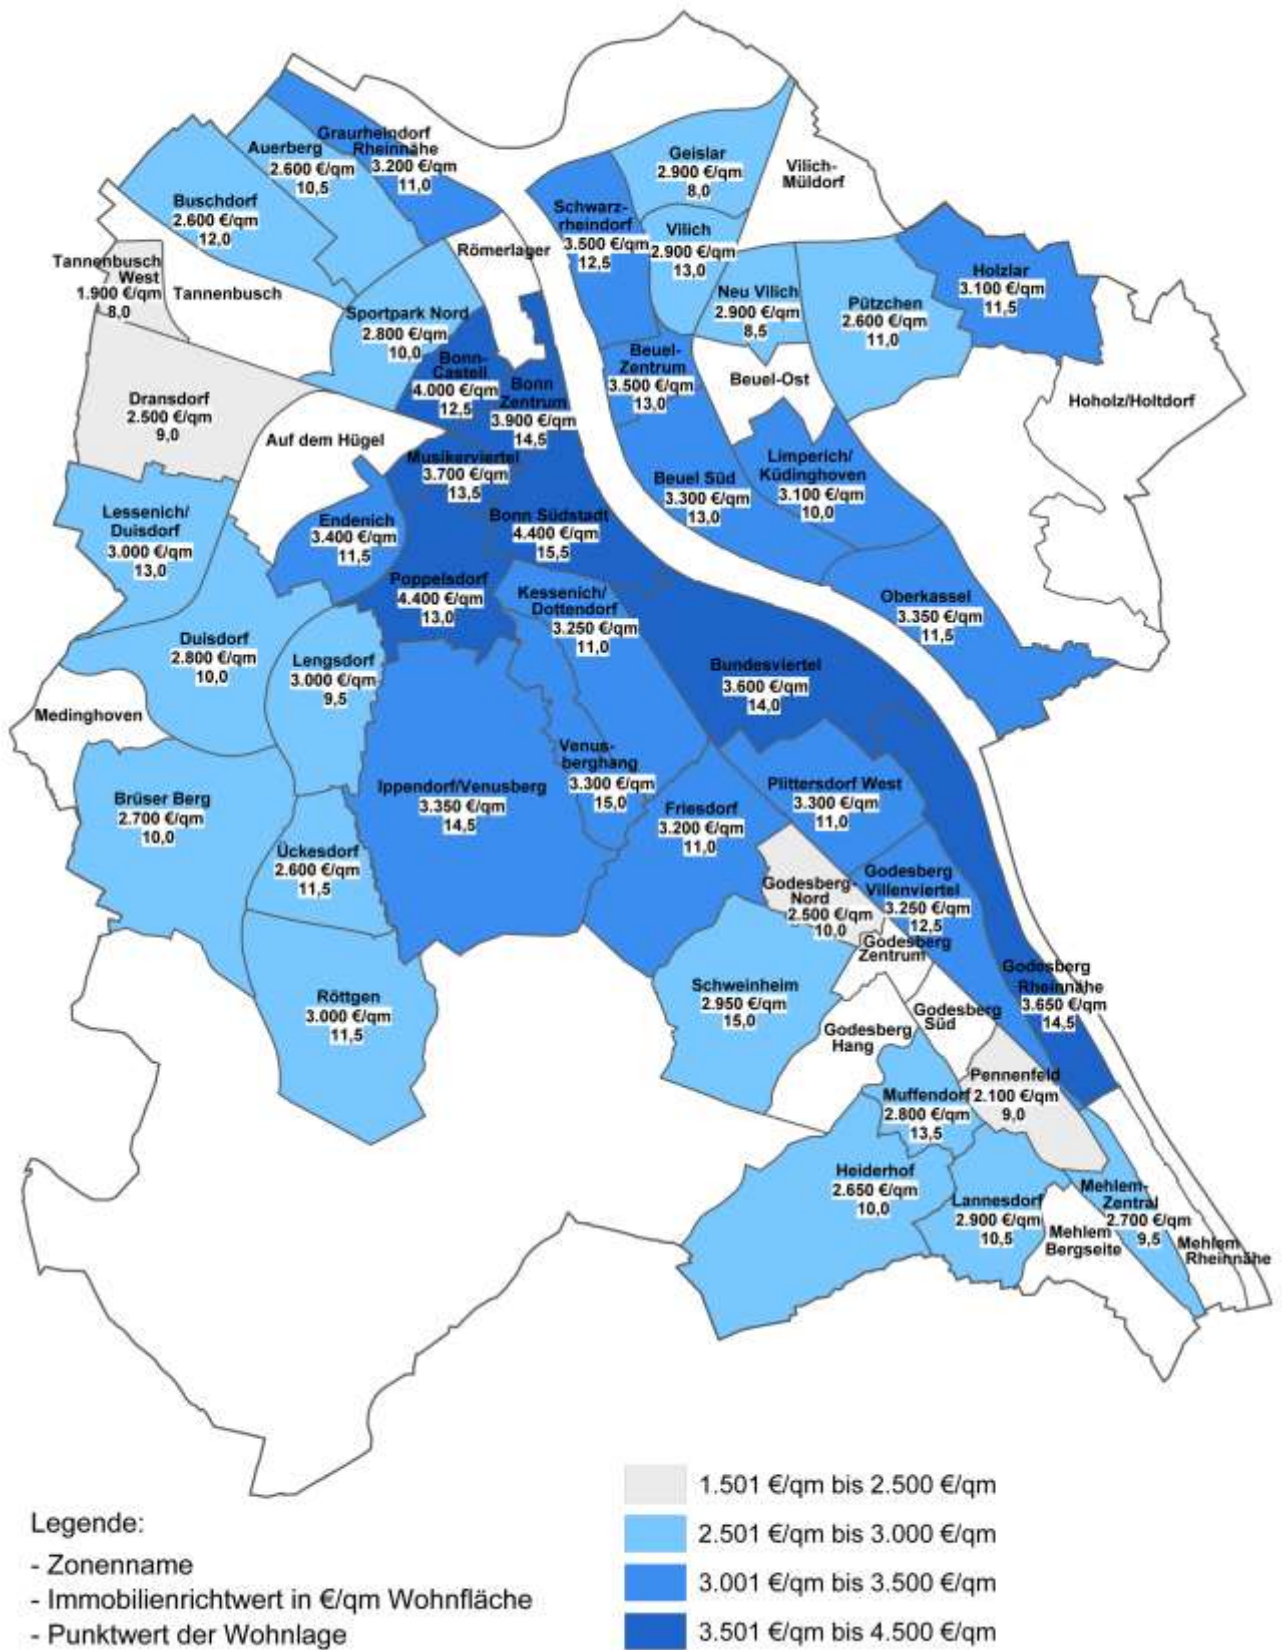 Graurheindorf
Rheinnähe
3.200 €/qm
11,0
Auerberg
2.600 €/qm
10,5
Buschdorf
2.600 €/qm
12,0
Geislar
2.900 €/qm
8,0
Vilich-
Müldorf
Schwarz-
rheindorf
3.500 €/qm
12,5
Vilich
2.900 €/qm
13,0
Römerlager
Tannenbusch
West
1.900 €/qm
8,0
Tannenbusch
Neu Vilich
2.900 €/qm
8,5
Pützchen
2.600 €/qm
11,0
Holzlar
3.100 €/qm
11,5
Sportpark Nord
2.800 €/qm
10,0
Bonn-
Castell
4.000 €/qm
12,5
Bonn
Zentrum
3.900 €/qm
14,5
Beuel-
Zentrum
3.500 €/qm
13,0
Beuel-Ost
Hoholz/Holtdorf
Dransdorf
2.500 €/qm
9,0
Auf dem Hügel
Musikerviertel
3.700 €/qm
13,5
Beuel Süd
3.300 €/qm
13,0
Limperich/
Küdinghoven
3.100 €/qm
10,0
Lessenich/
Duisdorf
3.000 €/qm
13,0
Endenich
3.400 €/qm
11,5
Bonn Südstadt
4.400 €/qm
15,5
Poppelsdorf
4.400 €/qm
13,0
Kessenich/
Dottendorf
3.250 €/qm
11,0
Oberkassel
3.350 €/qm
11,5
Duisdorf
2.800 €/qm
10,0
Lengsdorf
3.000 €/qm
9,5
Bundesviertel
3.600 €/qm
14,0
Medinghoven
Venus-
berghang
3.300 €/qm
15,0
Ippendorf/Venusberg
3.350 €/qm
14,5
Plittersdorf West
3.300 €/qm
11,0
Brüser Berg
2.700 €/qm
10,0
Friesdorf
3.200 €/qm
11,0
Ückesdorf
2.600 €/qm
11,5
Godesberg-
Nord
2.500 €/qm
10,0
Godesberg
Villenviertel
3.250 €/qm
12,5
Godesberg
Zentrum
Godesberg
Rheinnähe
3.650 €/qm
14,5
Schweinheim
2.950 €/qm
15,0
Röttgen
3.000 €/qm
11,5
Godesberg
Süd
Godesberg
Hang
Pennenfeld
2.100 €/qm
9,0
Muffendorf
2.800 €/qm
13,5
Heiderhof
2.650 €/qm
10,0
Lannesdorf
2.900 €/qm
10,5
Mehlem-
Zentral
2.700 €/qm
9,5
Mehlem
Bergseite
Mehlem
Rheinnähe
Legende:
- Zonenname
- Immobilienrichtwert in €/qm Wohnfläche
- Punktwert der Wohnlage
1.501 €/qm bis 2.500 €/qm
2.501 €/qm bis 3.000 €/qm
3.001 €/qm bis 3.500 €/qm
3.501 €/qm bis 4.500 €/qm